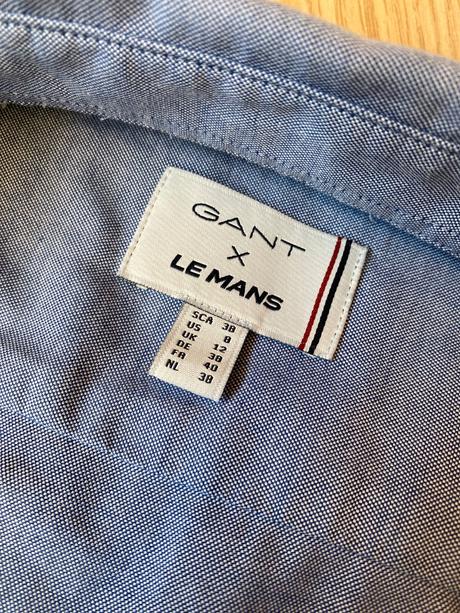 GANT
X
LE MANS
SCA 38
US 8
UK 12
DE 38
FR 40
NL 38